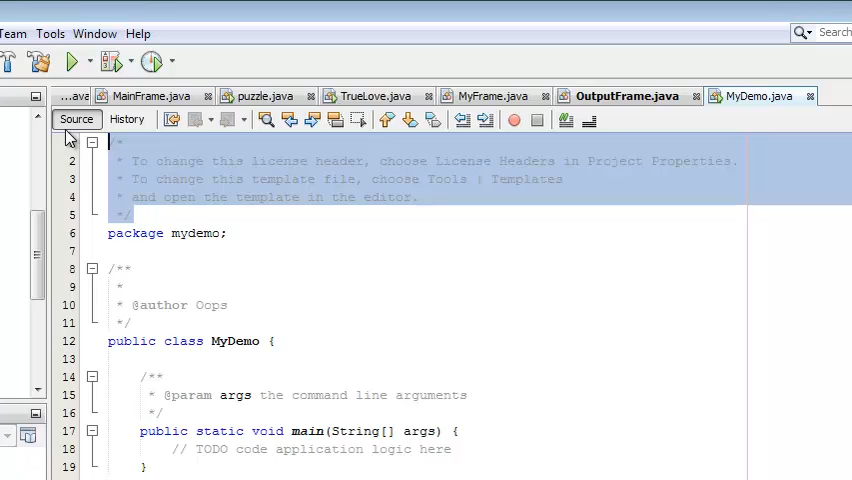 Team Tools Window Help
Search
...ava MainFrame.java puzzle.java TrueLove.java MyFrame.java OutputFrame.java MyDemo.java
Source History
/*
2 * To change this license header, choose License Headers in Project Properties.
3 * To change this template file, choose Tools | Templates
4 * and open the template in the editor.
5 */
6 package mydemo;
7
8 /**
9 *
10 * @author Oops
11 */
12 public class MyDemo {
13
14 /**
15 * @param args the command line arguments
16 */
17 public static void main(String[] args) {
18 // TODO code application logic here
19 }